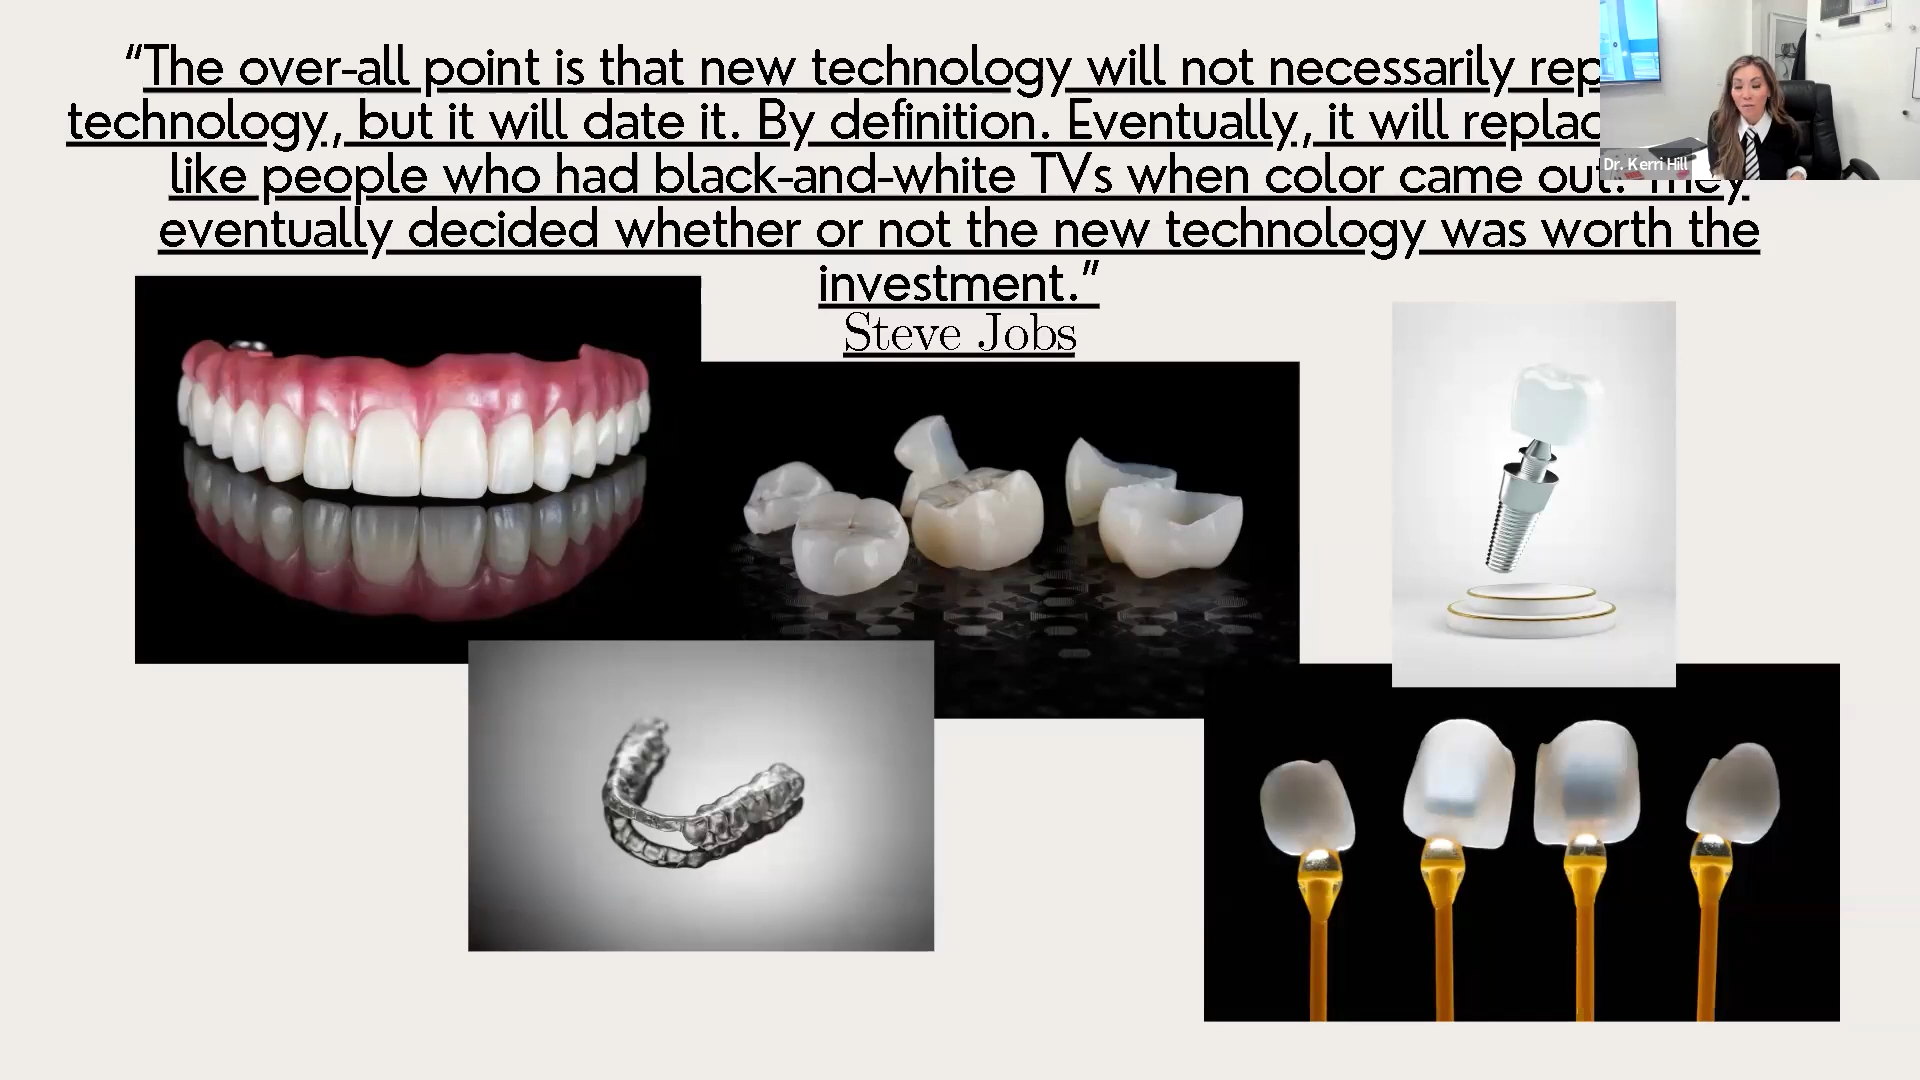 “The over-all point is that new technology will not necessarily
technology, but it will date it. By definition. Eventually, it will
like people who had black-and-white TVs when color came out. They
eventually decided whether or not the new technology was worth the
investment.”
Steve Jobs
Dr. Kerri Hill